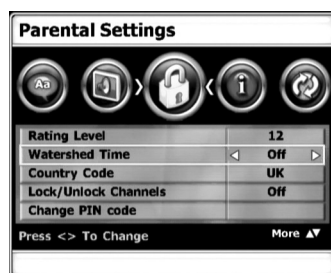 Parental Settings
Aa
i
Rating Level 12
Watershed Time Off
Country Code UK
Lock/Unlock Channels Off
Change PIN code
Press <> To Change More ▲▼